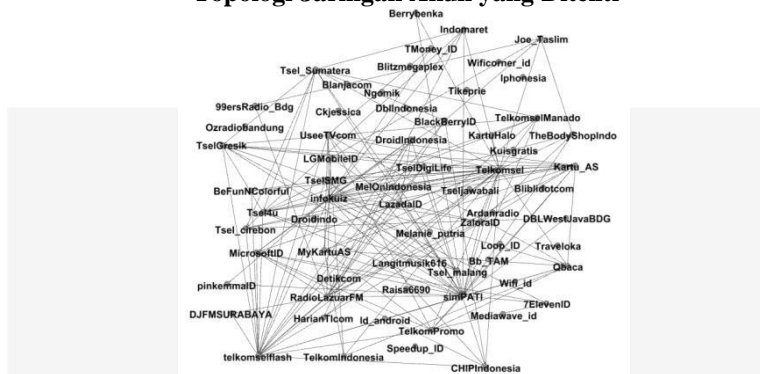 Topologi Jaringan Akun yang Diteliti
Berrybenka
Indomaret
Joe_Taslim
TMoney_ID
Blitzmegaplex
Wificorner_id
Tsel_Sumatera
Iphonesia
Blanjacom
Ngomik
Tikeprie
99ersRadio_Bdg
Ckjessica
DblIndonesia
TelkomselManado
BlackBerryID
Ozradiobandung
UseeTVcom
DroidIndonesia
KartuHalo
TheBodyShopIndo
TselGresik
Kuisgratis
LGMobileID
TselDigiLife
Telkomsel
Kartu_AS
TselSMG
BeFunNColorful
MelOnindonesia
Tseljawabali
Bliblidotcom
infokuiz
LazadaID
Tsel4u
Droidindo
Ardanradio
ZaloraID
DBLWestJavaBDG
Tsel_cirebon
Melanie_putria
MicrosoftID
MyKartuAS
Loop_ID
Traveloka
Langitmusik616
Bb_TAM
Tsel_malang
Qbaca
Detikcom
pinkemmaID
Raisa6690
Wifi_id
RadioLazuarFM
simPATI
7ElevenID
DJFMSURABAYA
HarianTIcom
Id_android
Mediawave_id
TelkomPromo
Speedup_ID
telkomselflash
TelkomIndonesia
CHIPIndonesia